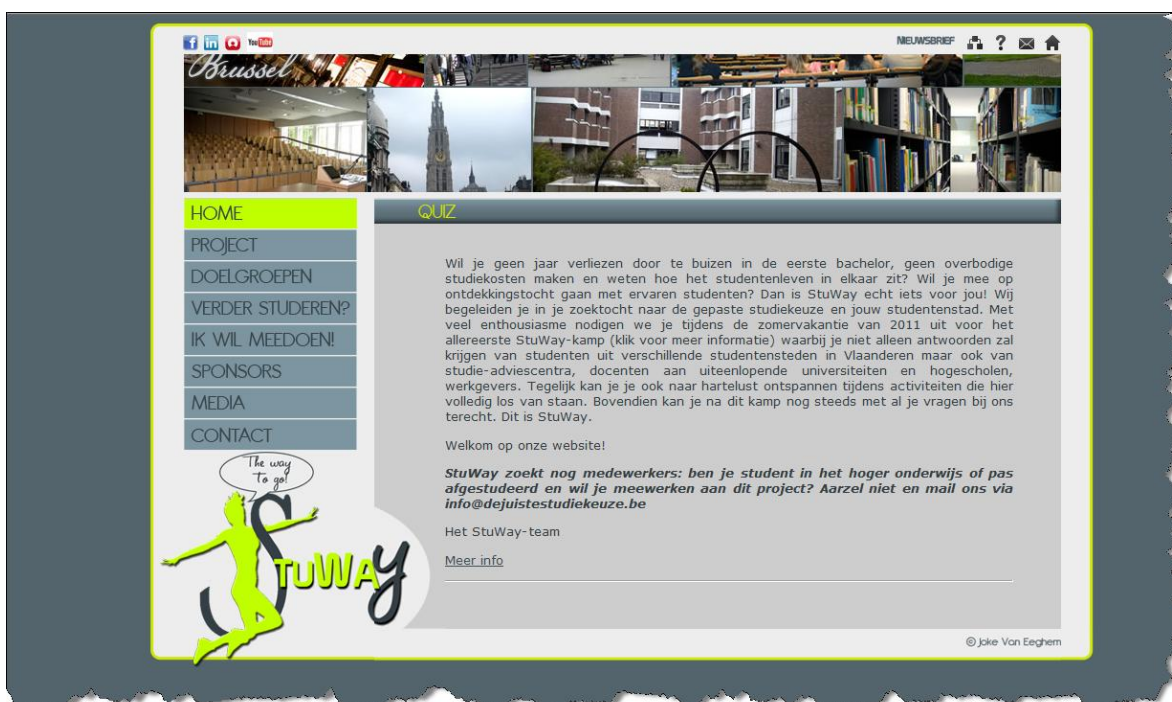 You Tube
NIEUWSBRIEF
?
Brussel
HOME
PROJECT
DOELGROEPEN
VERDER STUDEREN?
IK WIL MEEDOEN!
SPONSORS
MEDIA
CONTACT
The way
To go!
STUWAY
QUIZ
Wil je geen jaar verliezen door te buizen in de eerste bachelor, geen overbodige
studiekosten maken en weten hoe het studentenleven in elkaar zit? Wil je mee op
ontdekkingstocht gaan met ervaren studenten? Dan is StuWay echt iets voor jou! Wij
begeleiden je in je zoektocht naar de gepaste studiekeuze en jouw studentenstad. Met
veel enthousiasme nodigen we je tijdens de zomervakantie van 2011 uit voor het
allereerste StuWay-kamp (klik voor meer informatie) waarbij je niet alleen antwoorden zal
krijgen van studenten uit verschillende studentensteden in Vlaanderen maar ook van
studie-adviescentra, docenten aan uiteenlopende universiteiten en hogescholen,
werkgevers. Tegelijk kan je je ook naar hartelust ontspannen tijdens activiteiten die hier
volledig los van staan. Bovendien kan je na dit kamp nog steeds met al je vragen bij ons
terecht. Dit is StuWay.
Welkom op onze website!
StuWay zoekt nog medewerkers: ben je student in het hoger onderwijs of pas
afgestudeerd en wil je meewerken aan dit project? Aarzel niet en mail ons via
info@dejuistestudiekeuze.be
Het StuWay-team
Meer info
© Joke Van Eeghem